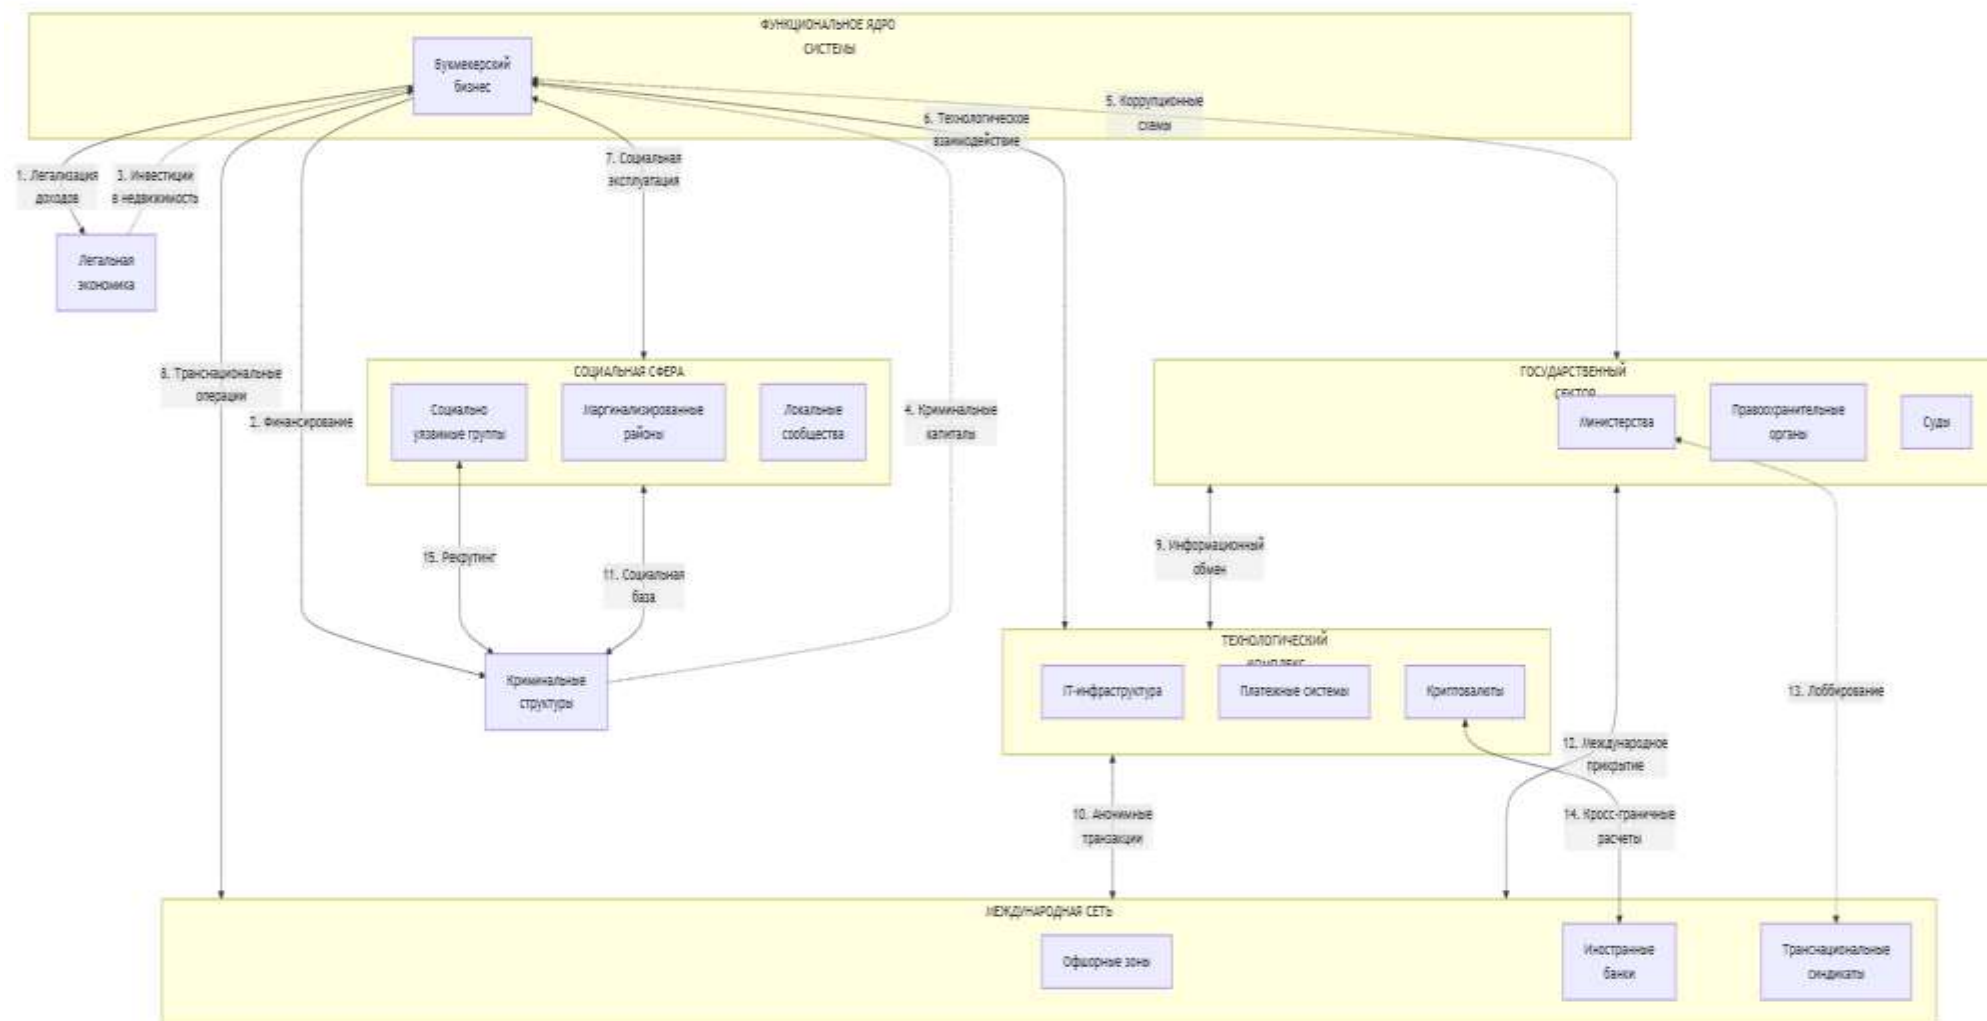 ФУНКЦИОНАЛЬНОЕ ЯДРО
СИСТЕМЫ
Букмекерский
бизнес
5. Коррупционные
схемы
6. Технологическое
взаимодействие
7. Социальная
эксплуатация
1. Легализация
доходов
3. Инвестиции
в недвижимость
Легальная
экономика
8. Транснациональные
операции
2. Финансирование
СОЦИАЛЬНАЯ СФЕРА
Социально
уязвимые группы
Маргинализированные
районы
Локальные
сообщества
4. Криминальные
капиталы
ГОСУДАРСТВЕННЫЙ
СЕКТОР
Министерства
Правоохранительные
органы
Суды
15. Рекрутинг
11. Социальная
база
9. Информационный
обмен
Криминальные
структуры
ТЕХНОЛОГИЧЕСКИЙ
КОМПЛЕКС
IT-инфраструктура
Платежные системы
Криптовалюты
13. Лоббирование
12. Международное
прикрытие
10. Анонимные
транзакции
14. Кросс-граничные
расчеты
МЕЖДУНАРОДНАЯ СЕТЬ
Офшорные зоны
Иностранные
банки
Транснациональные
синдикаты